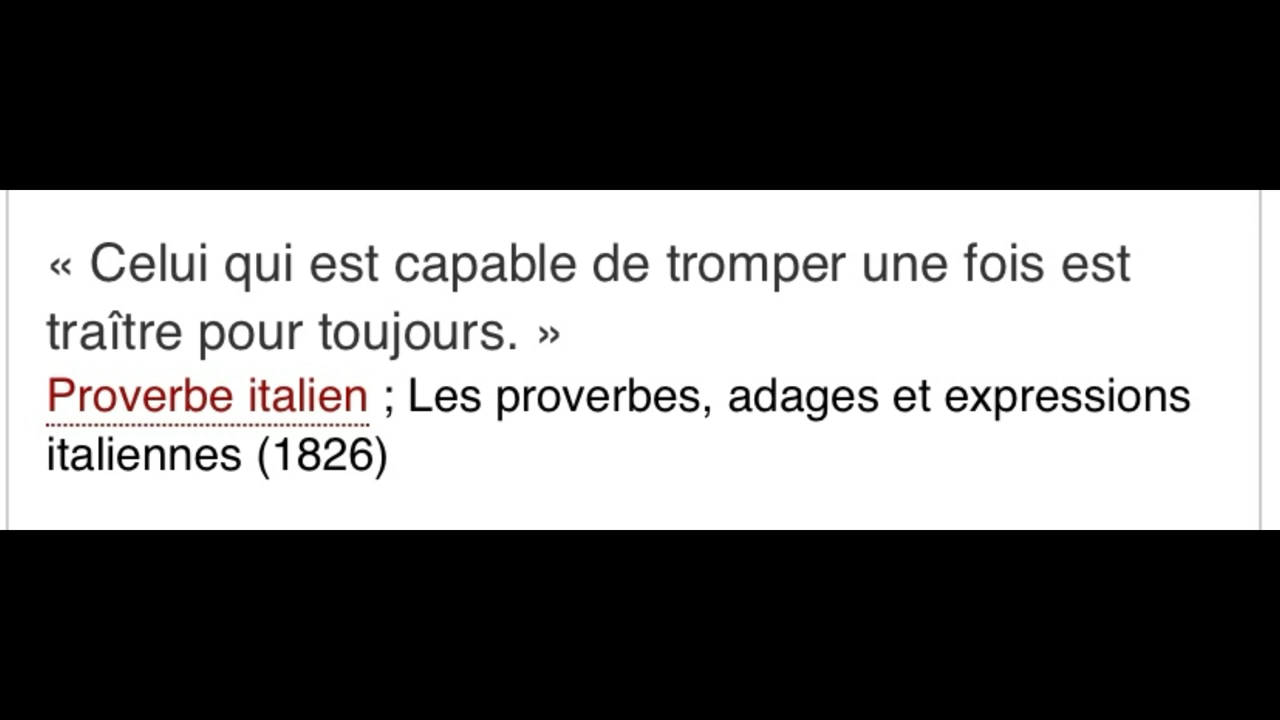 « Celui qui est capable de tromper une fois est
traître pour toujours. »
Proverbe italien ; Les proverbes, adages et expressions
italiennes (1826)